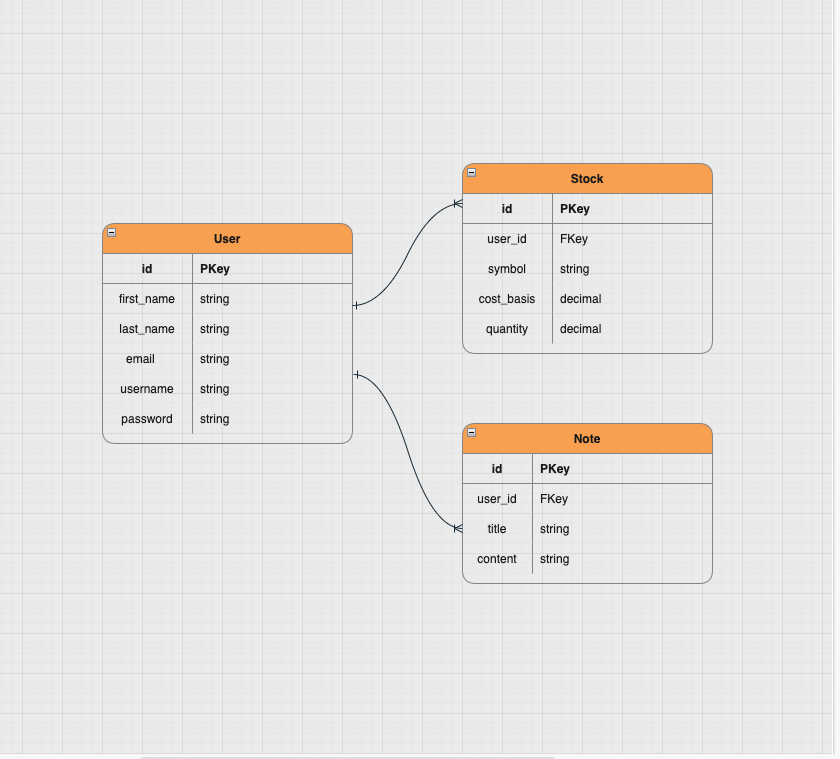 User
id PKey
first_name string
last_name string
email string
username string
password string
Stock
id PKey
user_id FKey
symbol string
cost_basis decimal
quantity decimal
Note
id PKey
user_id FKey
title string
content string